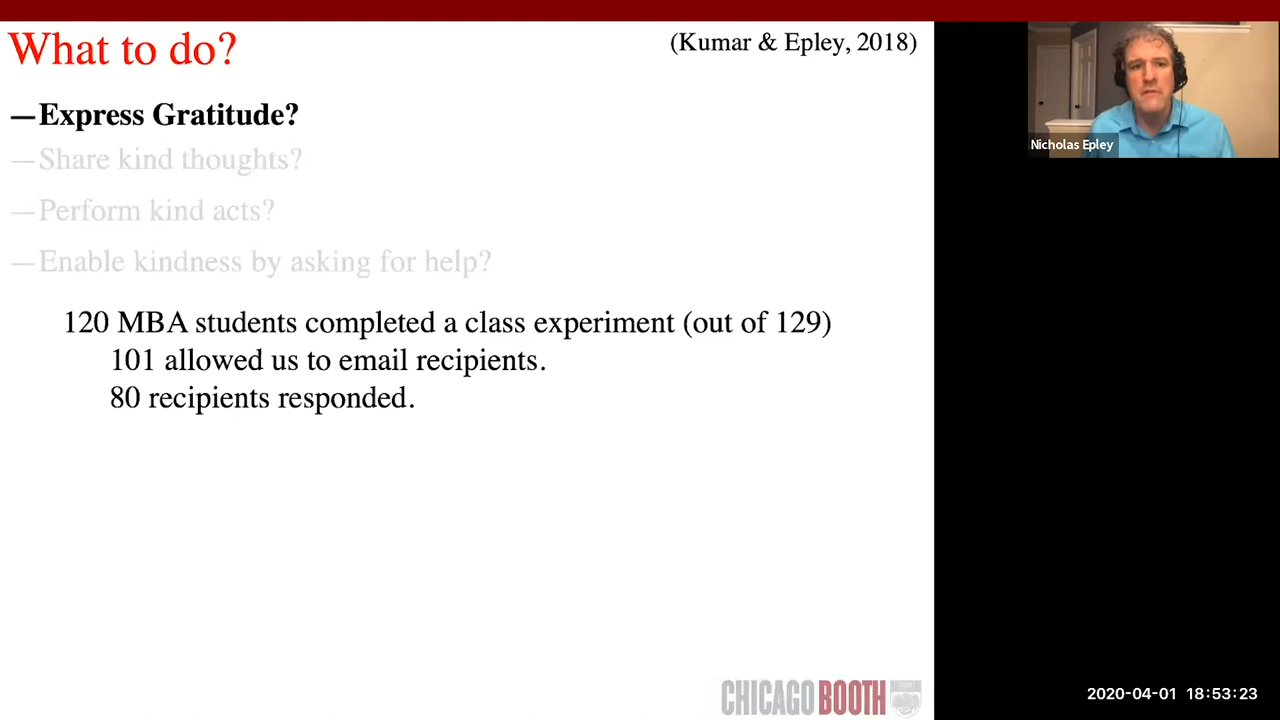 What to do?
(Kumar & Epley, 2018)
—Express Gratitude?
—Share kind thoughts?
—Perform kind acts?
—Enable kindness by asking for help?
120 MBA students completed a class experiment (out of 129)
101 allowed us to email recipients.
80 recipients responded.
CHICAGO BOOTH
Nicholas Epley
2020-04-01 18:53:23